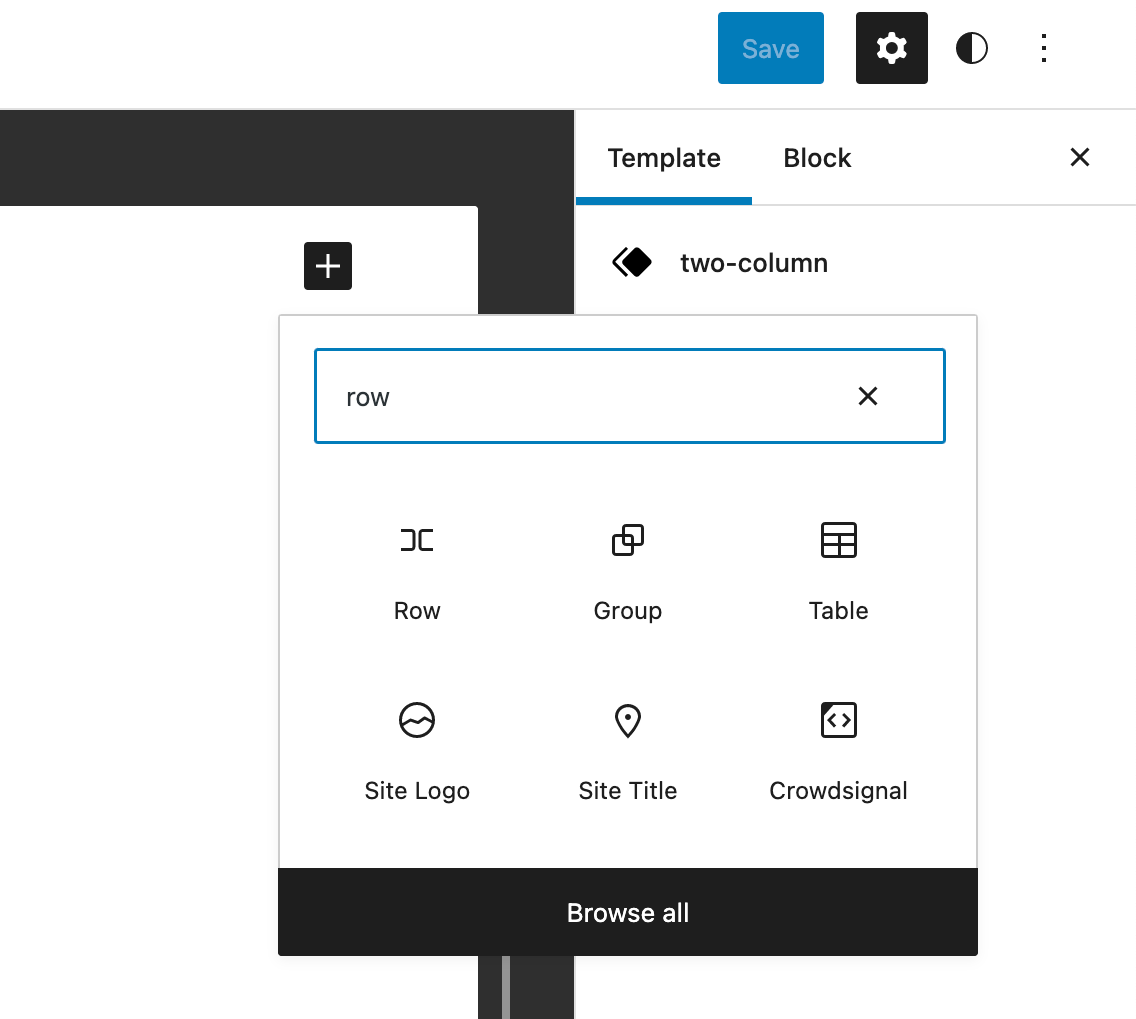 Save
Template
Block
two-column
row
Row
Group
Table
Site Logo
Site Title
Crowdsignal
Browse all